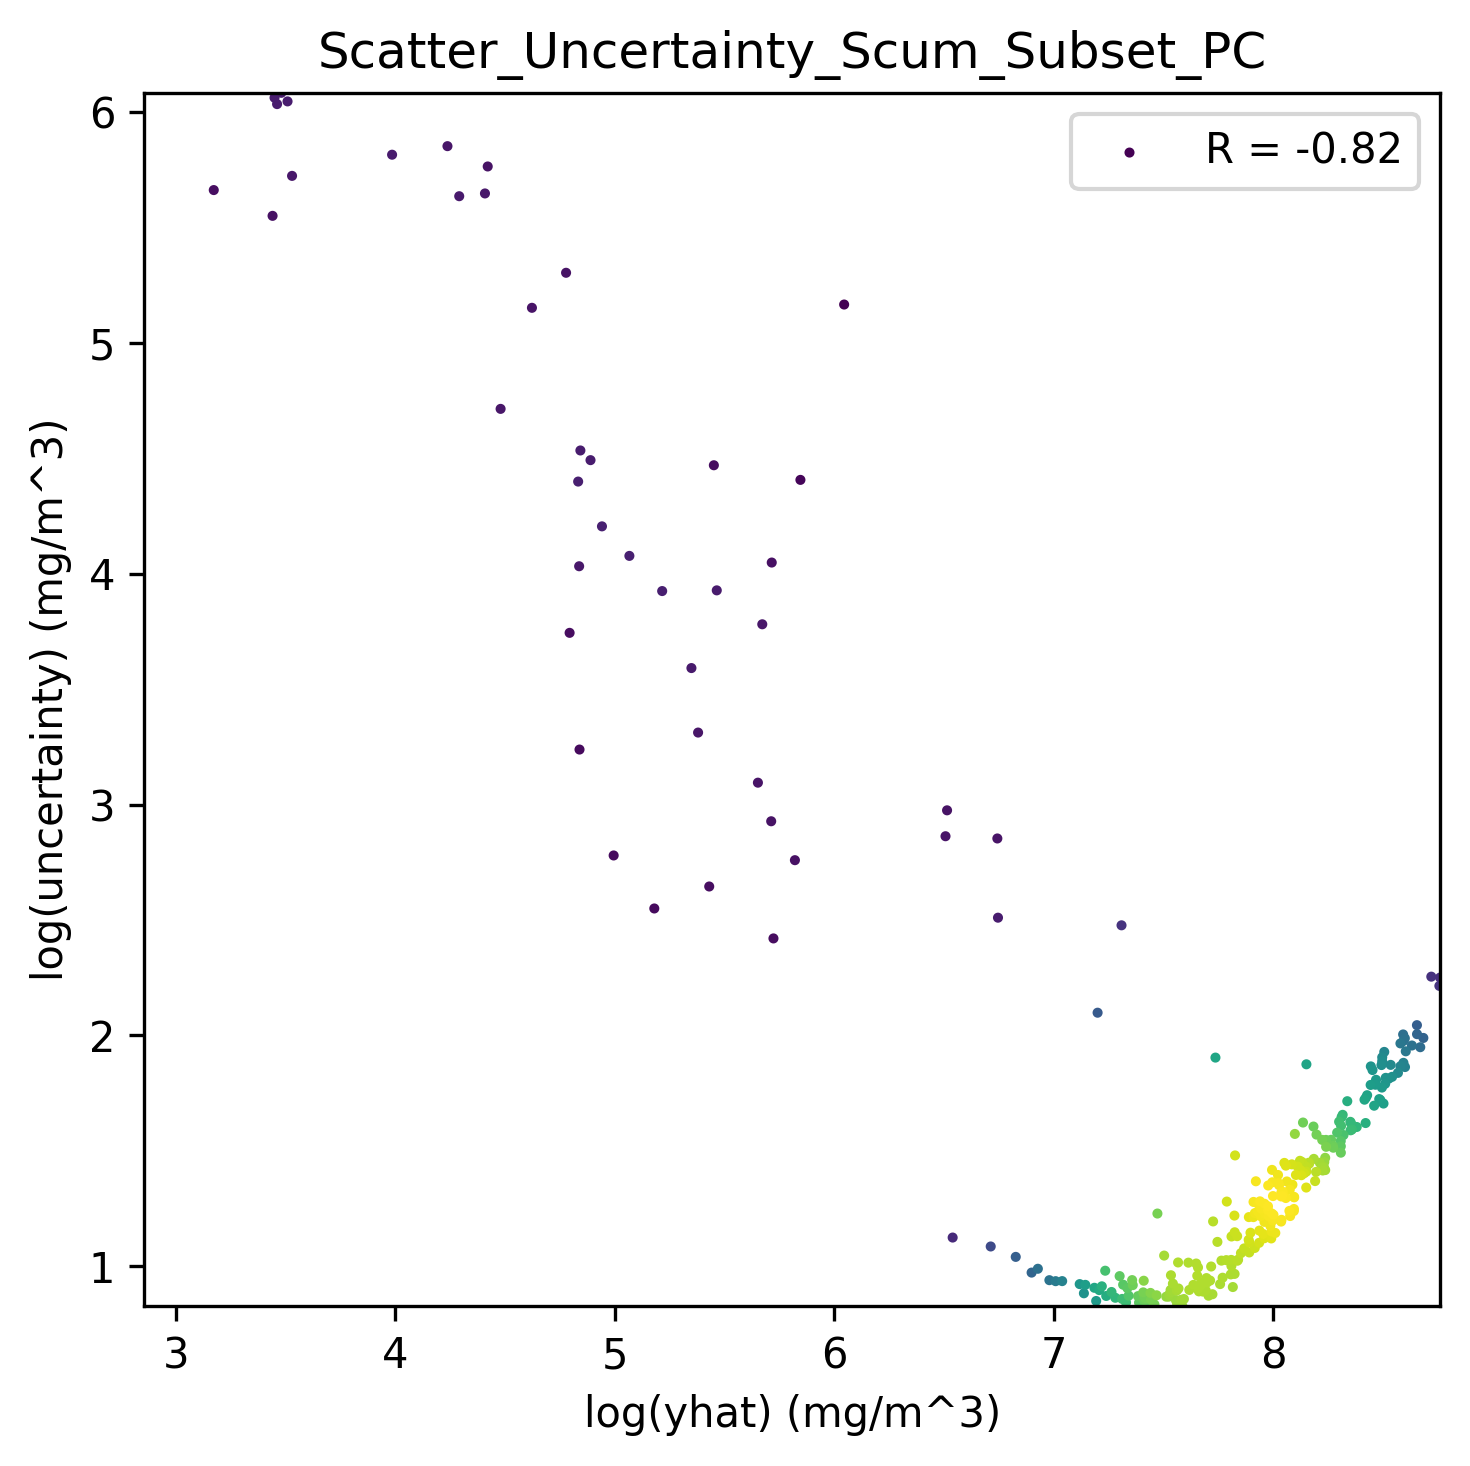 Scatter_Uncertainty_Scum_Subset_PC
R = -0.82
6
5
4
3
2
1
log(uncertainty) (mg/m^3)
3 4 5 6 7 8
log(yhat) (mg/m^3)